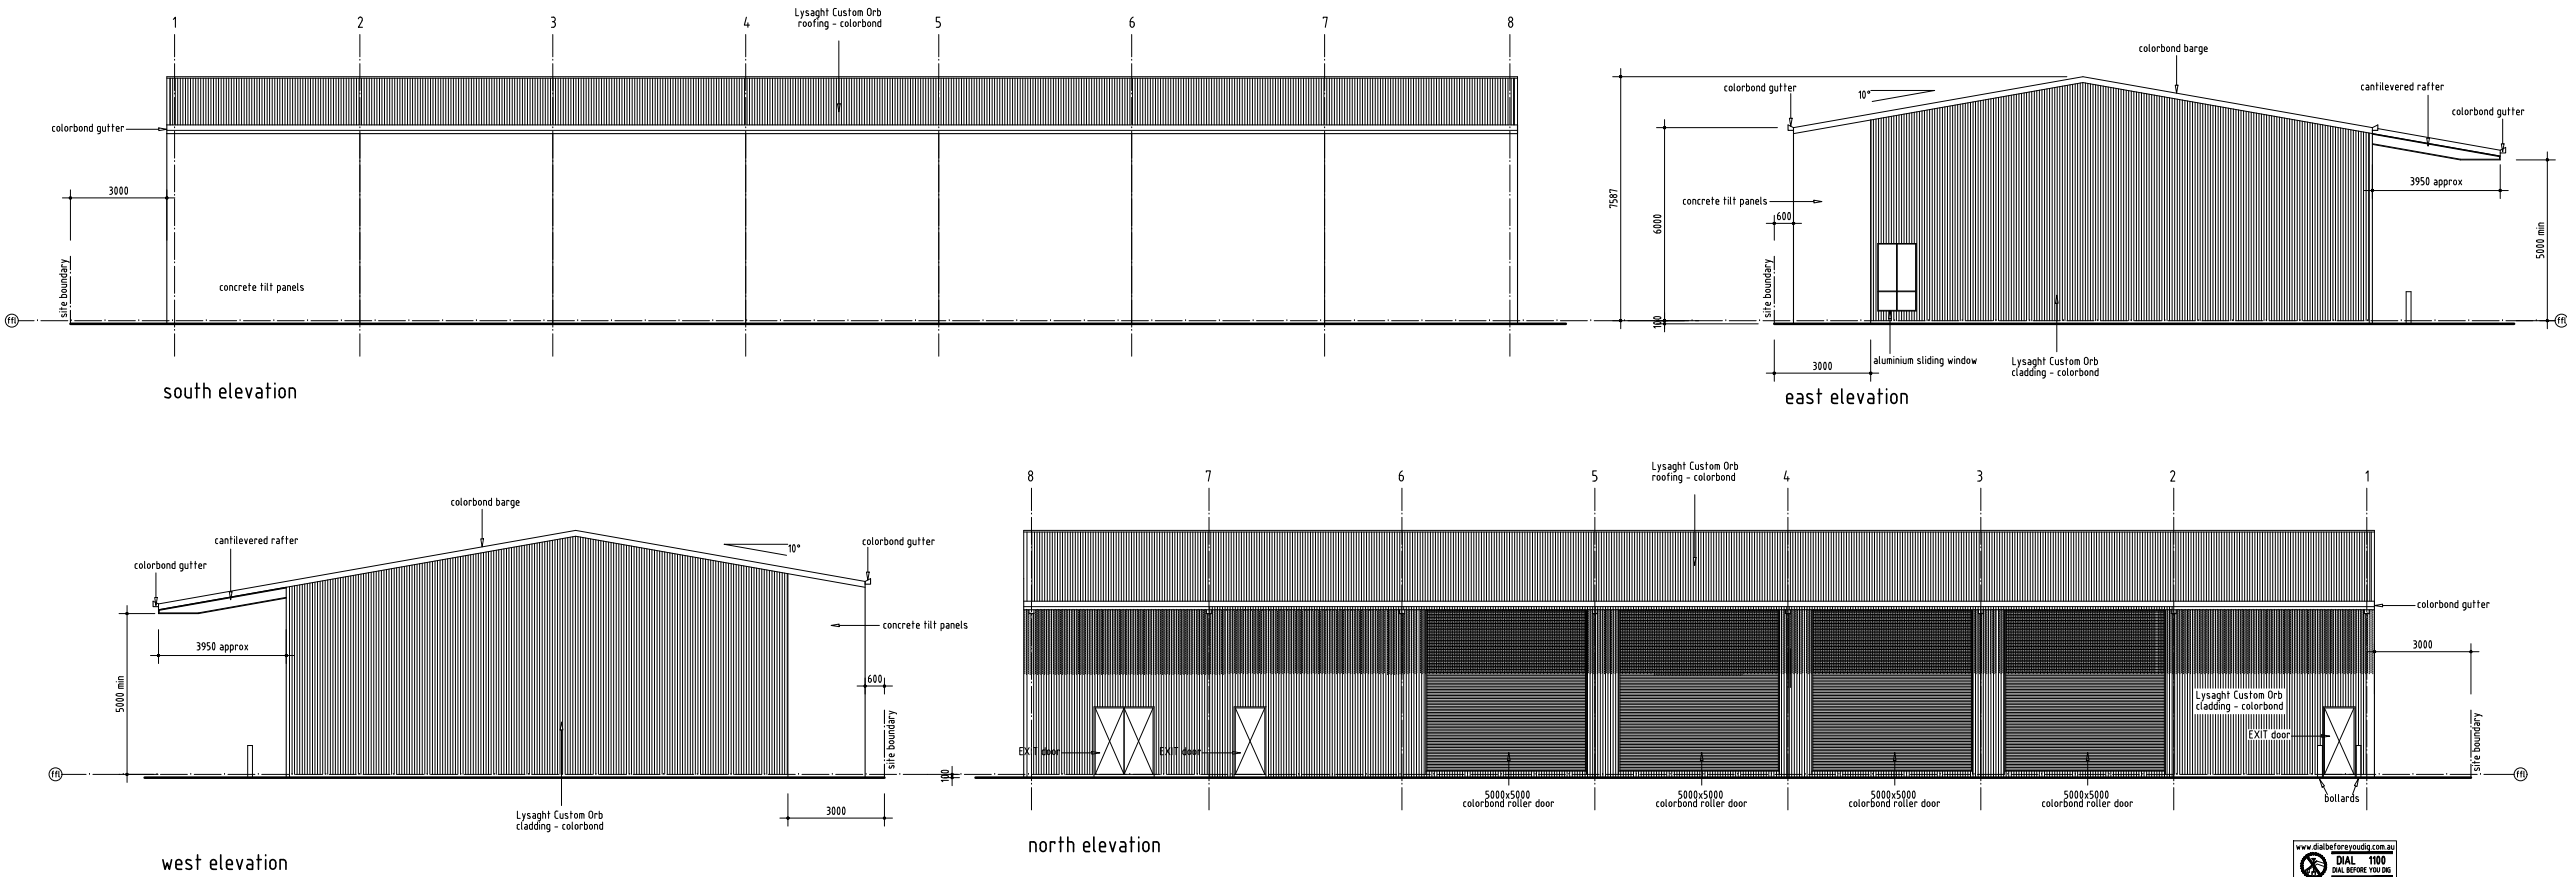 1 2 3 4 5 6 7 8
Lysaght Custom Orb
roofing - colorbond
colorbond gutter
3000
site boundary
concrete tilt panels
ffl
south elevation
colorbond barge
colorbond gutter
10°
cantilevered rafter
colorbond gutter
7587
6000
concrete tilt panels
600
3950 approx
5000 min
site boundary
100
ffl
aluminium sliding window
Lysaght Custom Orb
cladding - colorbond
3000
east elevation
colorbond barge
cantilevered rafter
10°
colorbond gutter
colorbond gutter
concrete tilt panels
3950 approx
600
5000 min
site boundary
ffl
3000
Lysaght Custom Orb
cladding - colorbond
west elevation
8 7 6 5 4 3 2 1
Lysaght Custom Orb
roofing - colorbond
colorbond gutter
3000
Lysaght Custom Orb
cladding - colorbond
EXIT door
EXIT door
EXIT door
site boundary
100
ffl
5000x5000
colorbond roller door
5000x5000
colorbond roller door
5000x5000
colorbond roller door
5000x5000
colorbond roller door
bollards
north elevation
www.dialbeforeyoudig.com.au
DIAL 1100
DIAL BEFORE YOU DIG